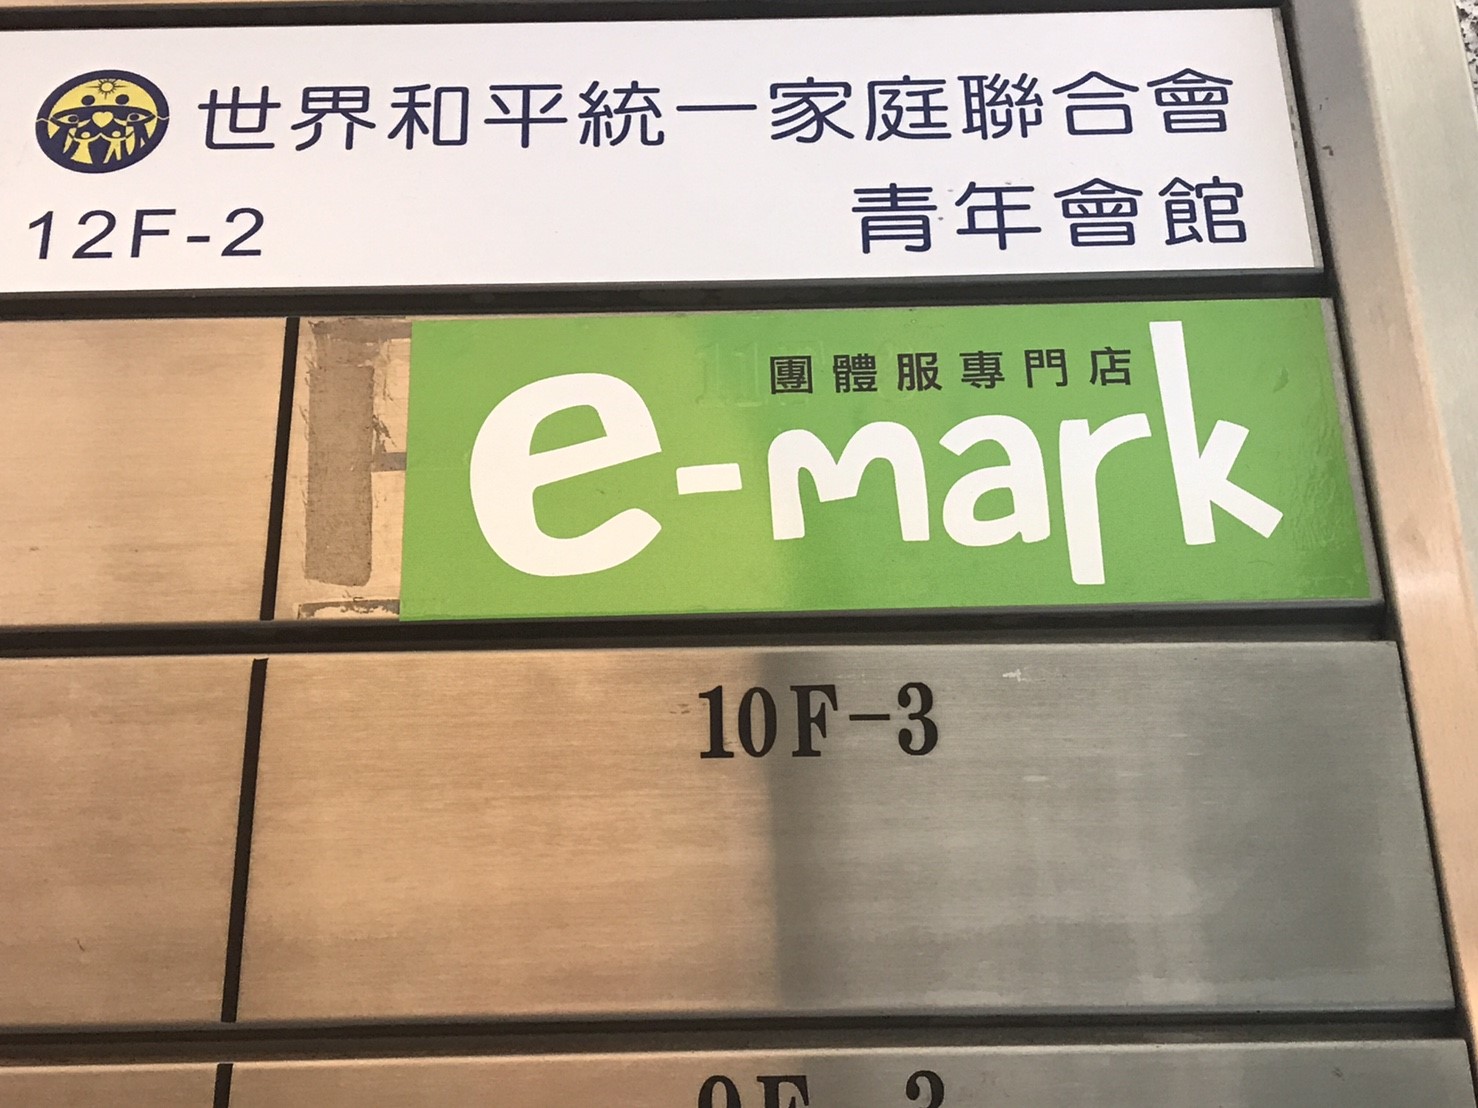 世界和平統一家庭聯合會
12F-2 青年會館
團體服專門店
e-mark
10F-3